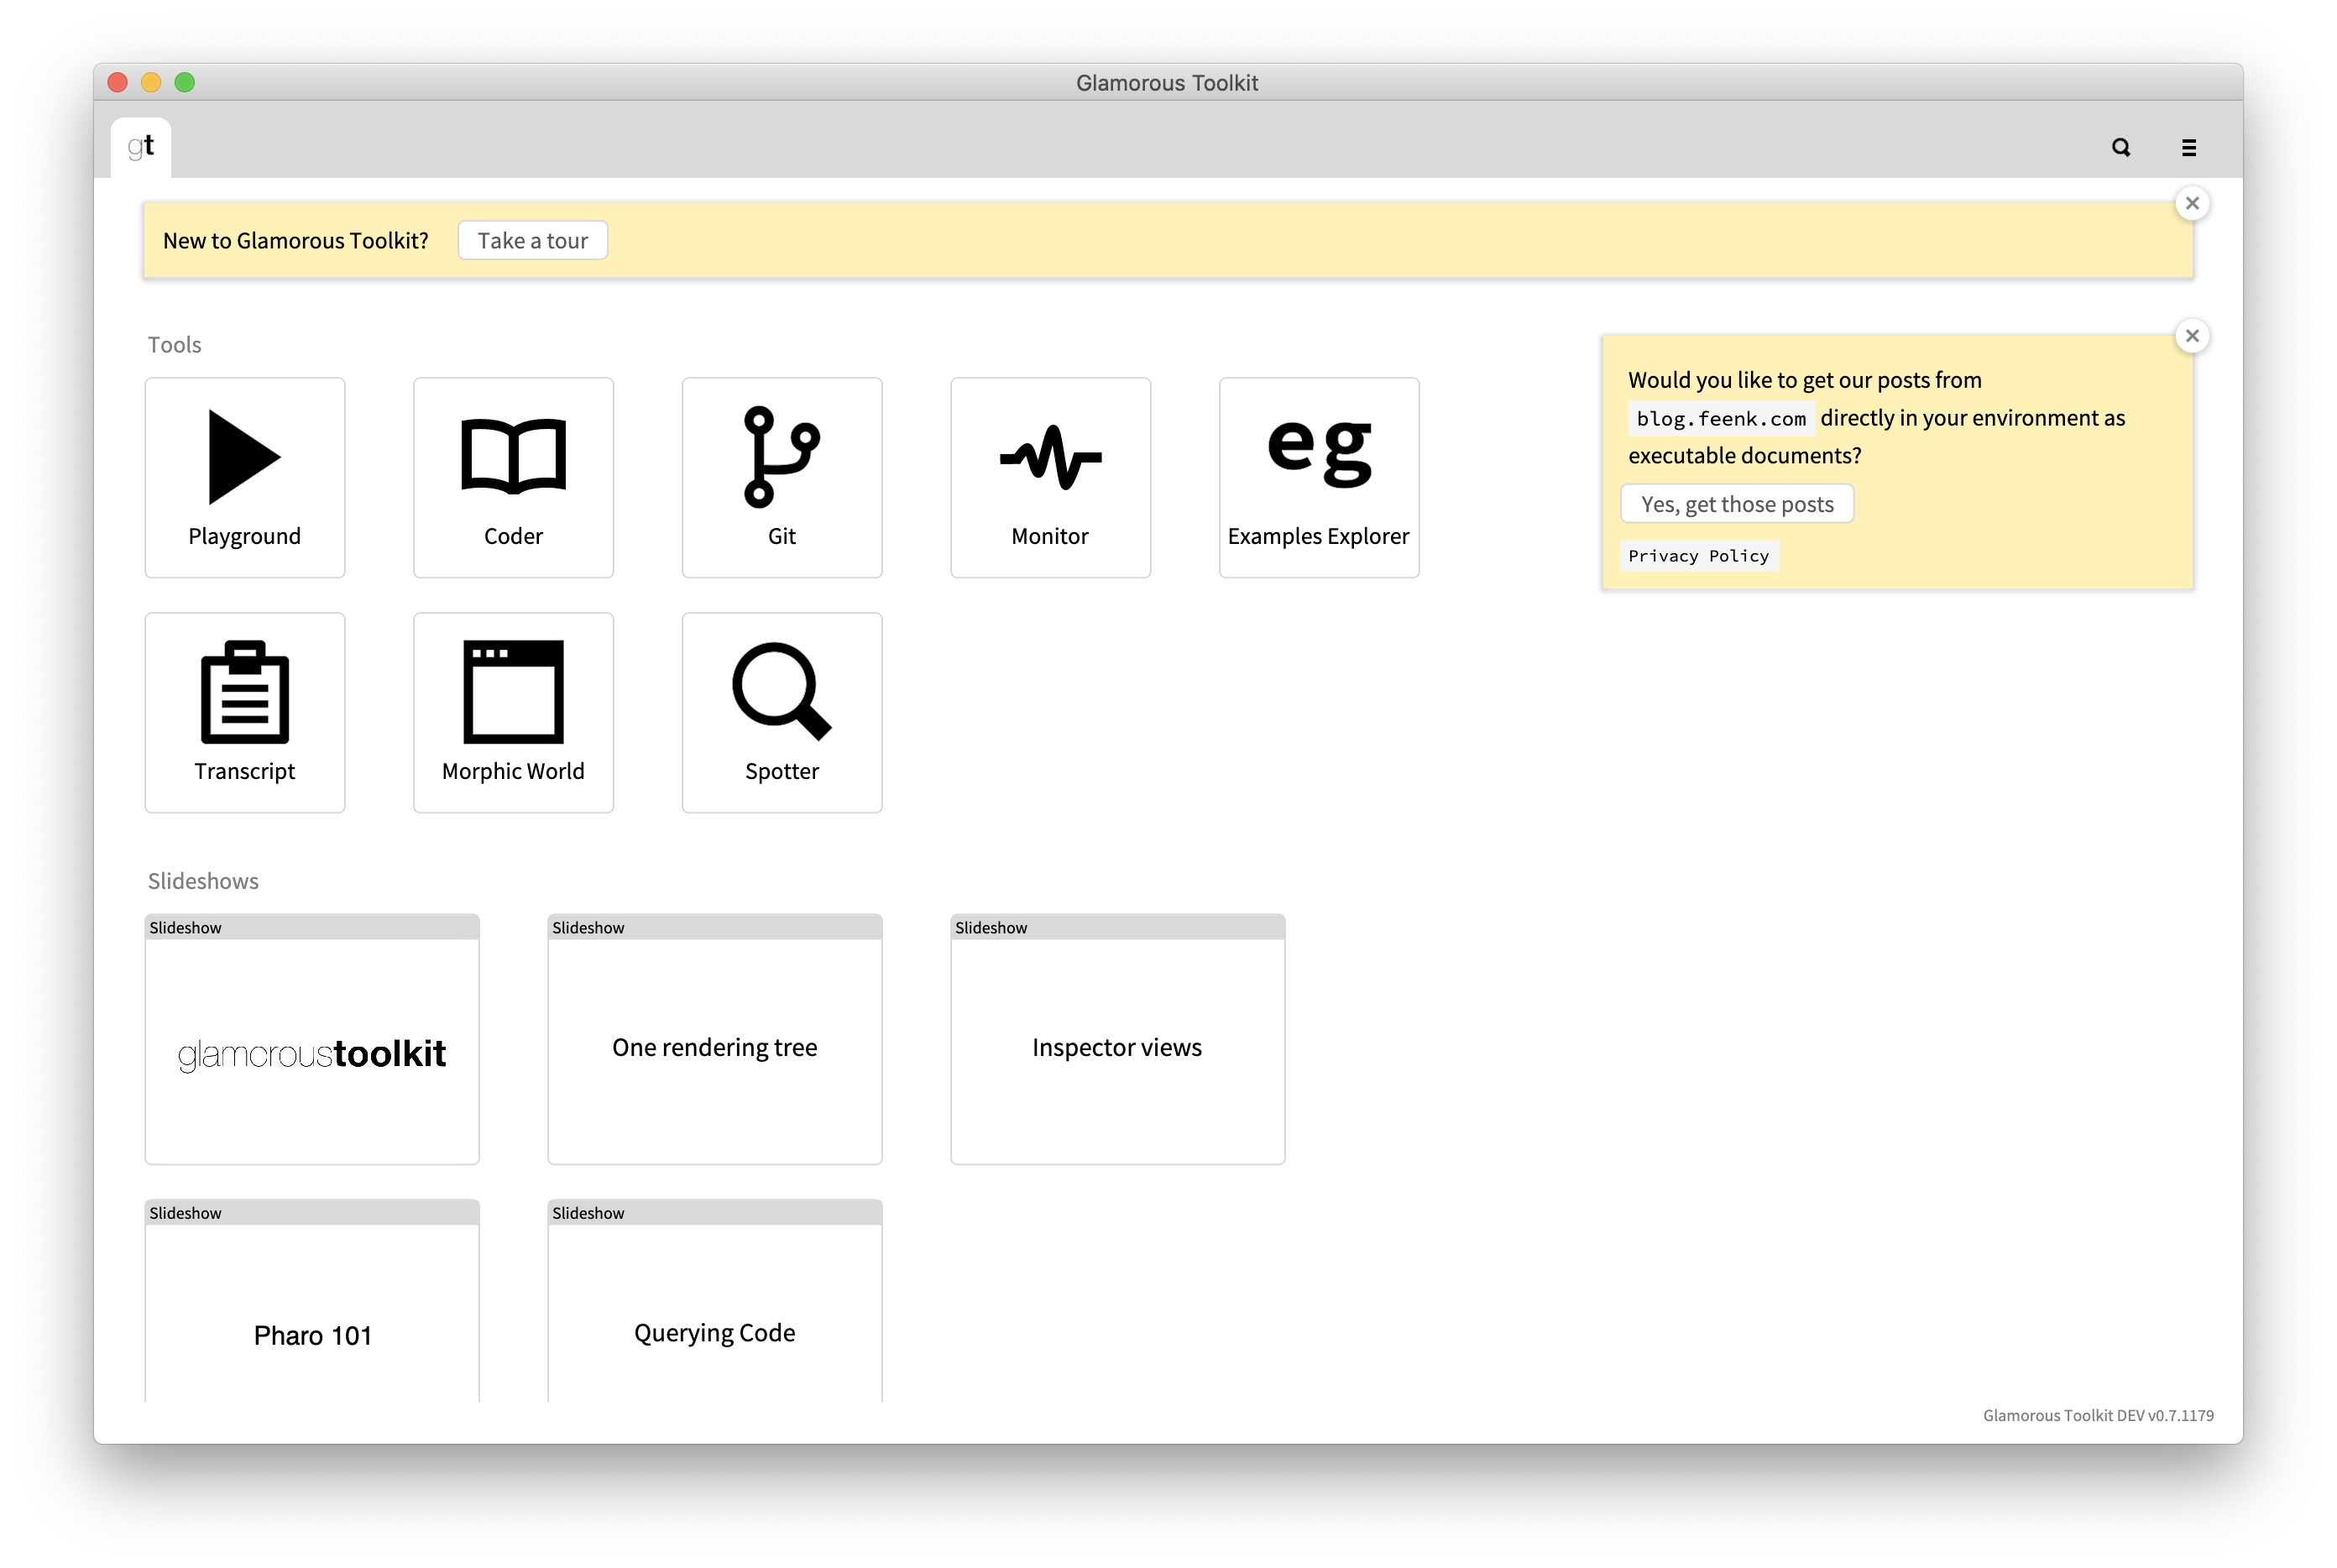 Glamorous Toolkit
gt
New to Glamorous Toolkit? Take a tour
Tools
Would you like to get our posts from
blog.feenk.com directly in your environment as
executable documents?
Yes, get those posts
Privacy Policy
Playground
Coder
Git
Monitor
eg
Examples Explorer
Transcript
Morphic World
Spotter
Slideshows
Slideshow
glamoroustoolkit
Slideshow
One rendering tree
Slideshow
Inspector views
Slideshow
Pharo 101
Slideshow
Querying Code
Glamorous Toolkit DEV v0.7.1179